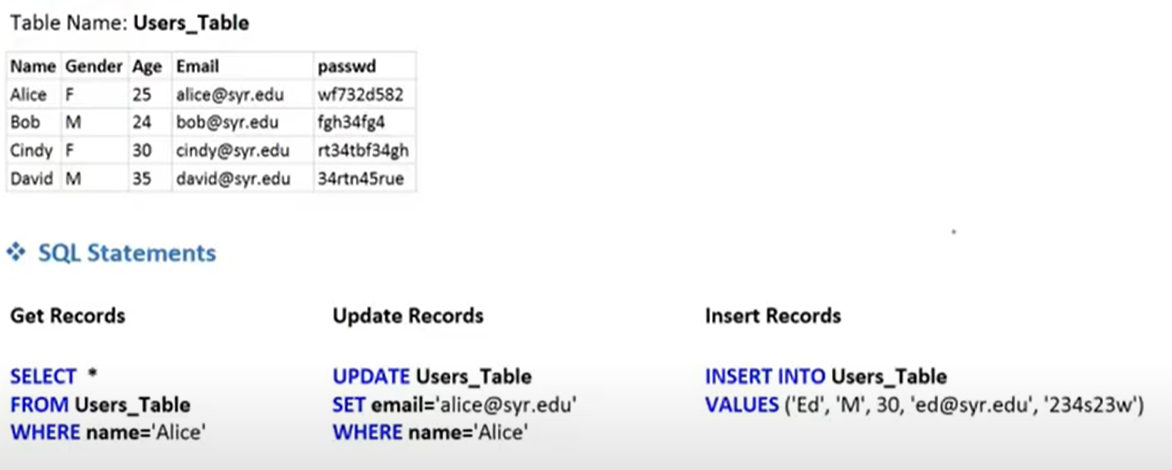 Table Name: Users_Table
Name Gender Age Email passwd
Alice F 25 alice@syr.edu wf732d582
Bob M 24 bob@syr.edu fgh34fg4
Cindy F 30 cindy@syr.edu rt34tbf34gh
David M 35 david@syr.edu 34rtn45rue
❖ SQL Statements
Get Records
SELECT *
FROM Users_Table
WHERE name='Alice'
Update Records
UPDATE Users_Table
SET email='alice@syr.edu'
WHERE name='Alice'
Insert Records
INSERT INTO Users_Table
VALUES ('Ed', 'M', 30, 'ed@syr.edu', '234s23w')